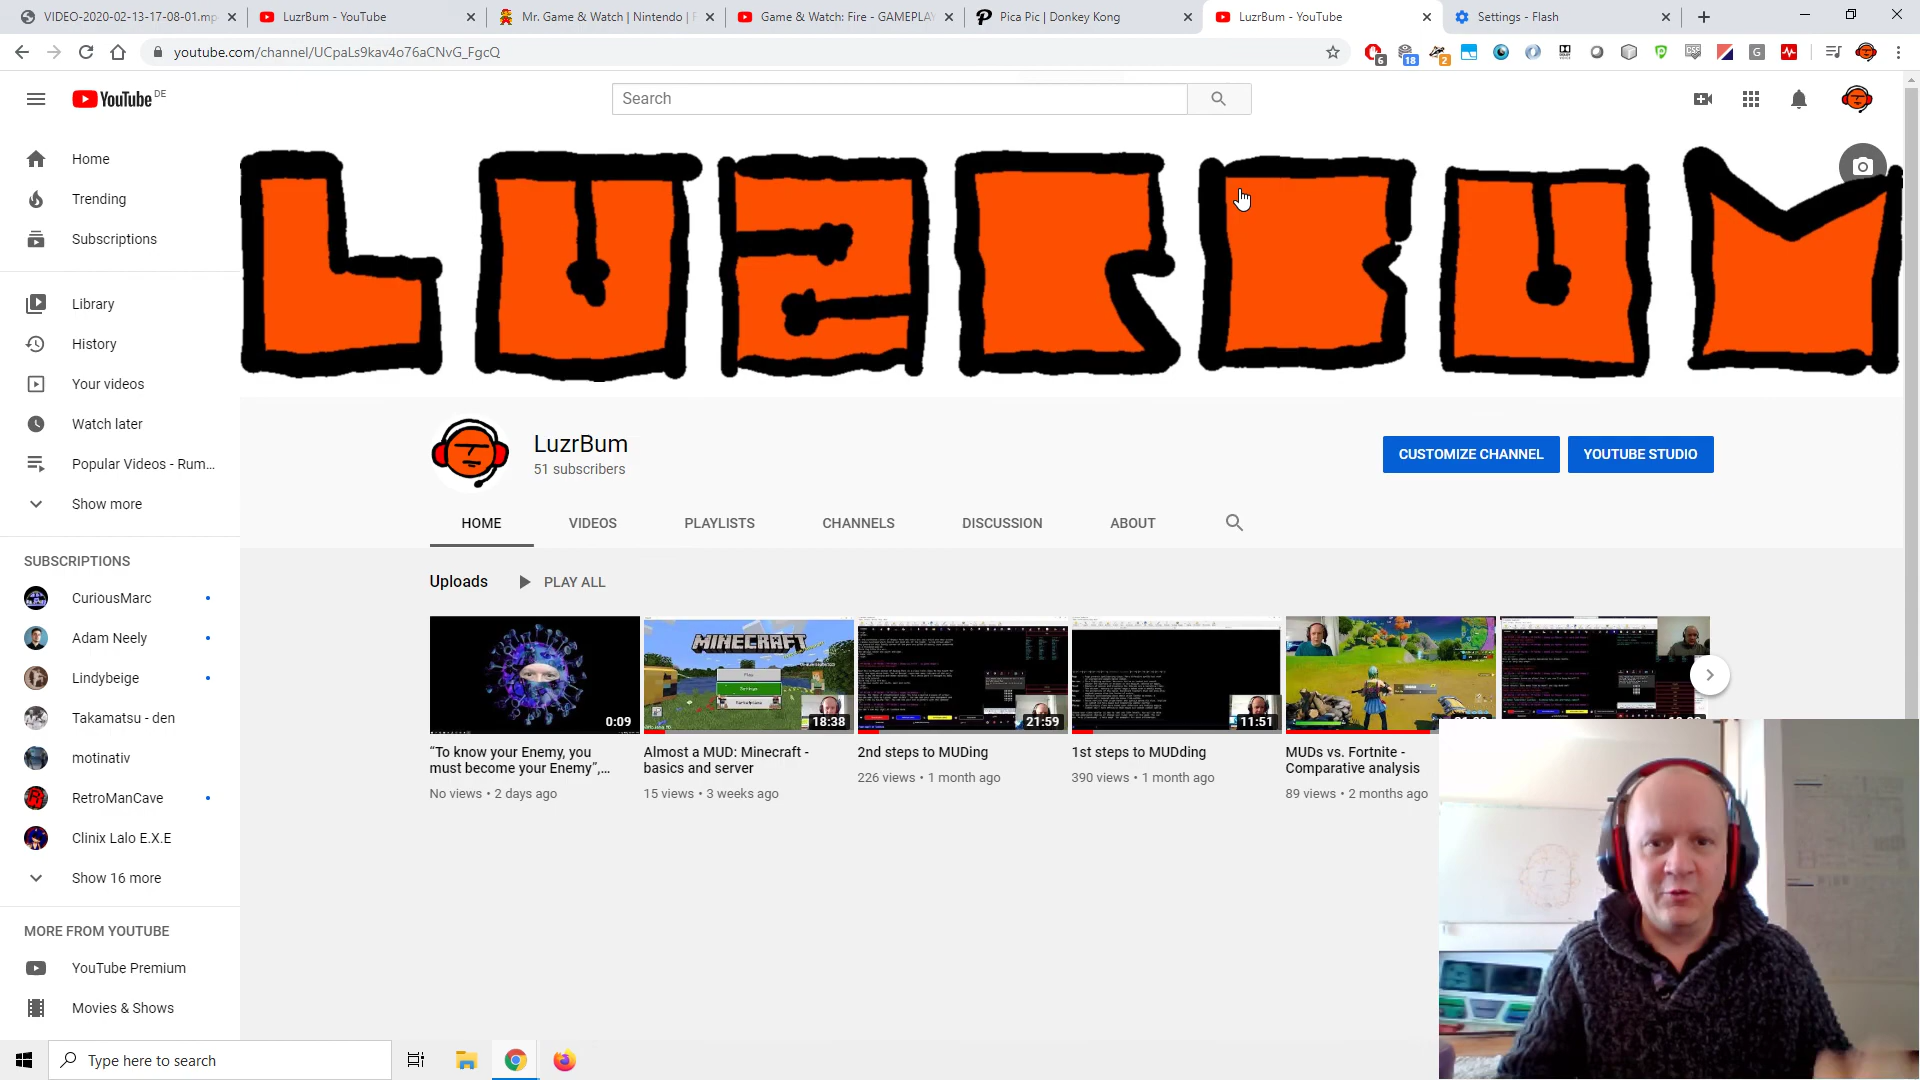 VIDEO-2020-02-13-17-08-01.mp
LuzrBum - YouTube
Mr. Game & Watch | Nintendo | F
Game & Watch: Fire - GAMEPLAY
Pica Pic | Donkey Kong
LuzrBum - YouTube
Settings - Flash
youtube.com/channel/UCpaLs9kav4o76aCNvG_FgcQ
6
18
2
YouTube DE
Search
LUZRBUM
Home
Trending
Subscriptions
Library
History
Your videos
Watch later
Popular Videos - Rum...
Show more
SUBSCRIPTIONS
CuriousMarc
Adam Neely
Lindybeige
Takamatsu - den
motinativ
RetroManCave
Clinix Lalo E.X.E
Show 16 more
MORE FROM YOUTUBE
YouTube Premium
Movies & Shows
LuzrBum
51 subscribers
CUSTOMIZE CHANNEL
YOUTUBE STUDIO
HOME
VIDEOS
PLAYLISTS
CHANNELS
DISCUSSION
ABOUT
Uploads
PLAY ALL
MINECRAFT
0:09
18:38
21:59
11:51
“To know your Enemy, you
must become your Enemy”,...
No views • 2 days ago
Almost a MUD: Minecraft -
basics and server
15 views • 3 weeks ago
2nd steps to MUDing
226 views • 1 month ago
1st steps to MUDding
390 views • 1 month ago
MUDs vs. Fortnite -
Comparative analysis
89 views • 2 months ago
Type here to search